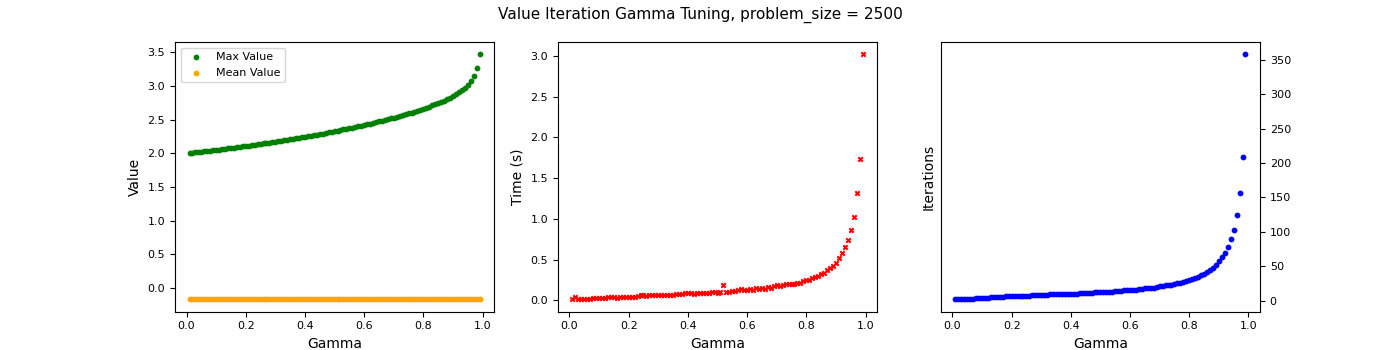 Value Iteration Gamma Tuning, problem_size = 2500
Max Value
Mean Value
Value
3.5
3.0
2.5
2.0
1.5
1.0
0.5
0.0
0.0 0.2 0.4 0.6 0.8 1.0
Gamma
Time (s)
3.0
2.5
2.0
1.5
1.0
0.5
0.0
0.0 0.2 0.4 0.6 0.8 1.0
Gamma
Iterations
350
300
250
200
150
100
50
0
0.0 0.2 0.4 0.6 0.8 1.0
Gamma